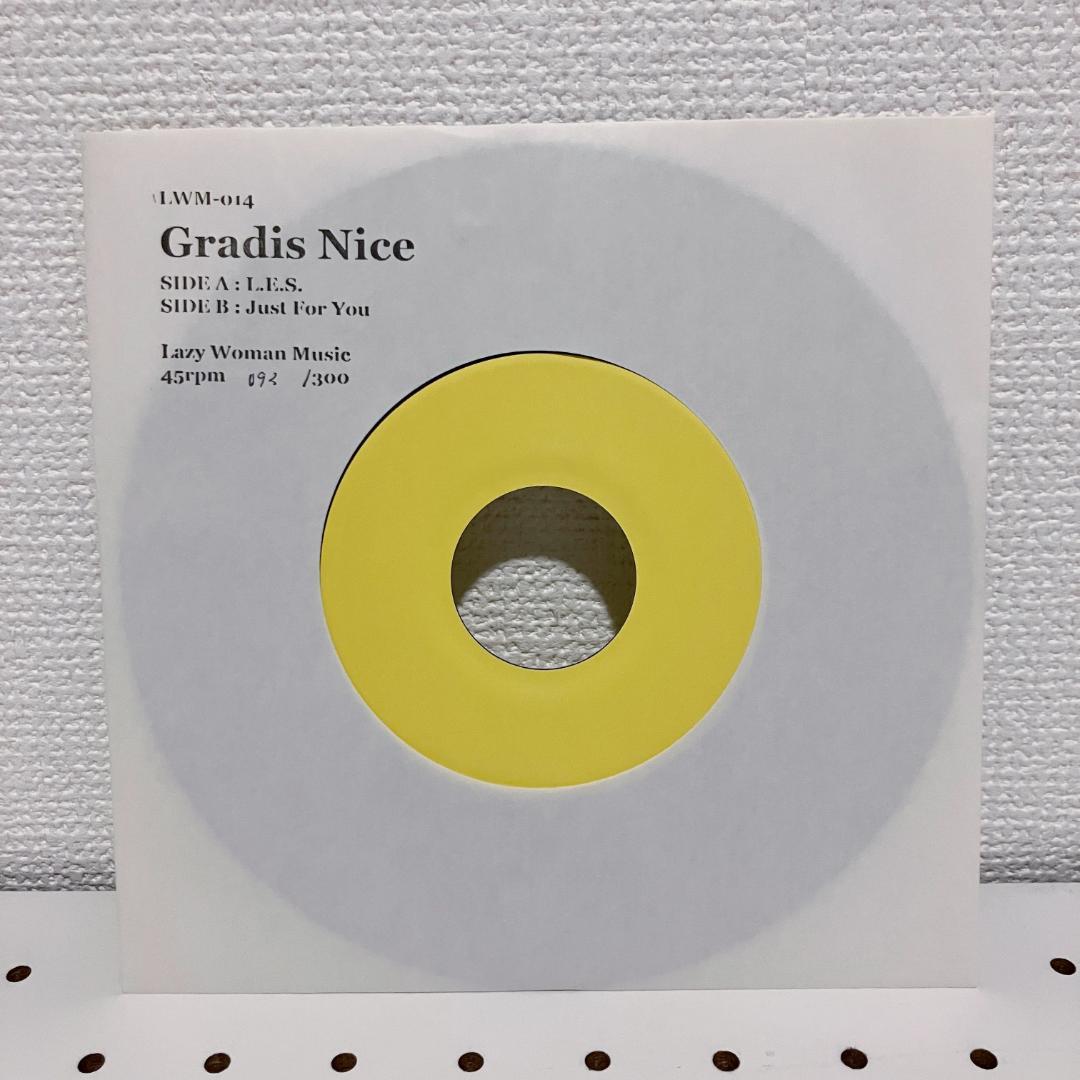 LWM-014
Gradis Nice
SIDE A : L.E.S.
SIDE B : Just For You
Lazy Woman Music
45rpm 092 /300